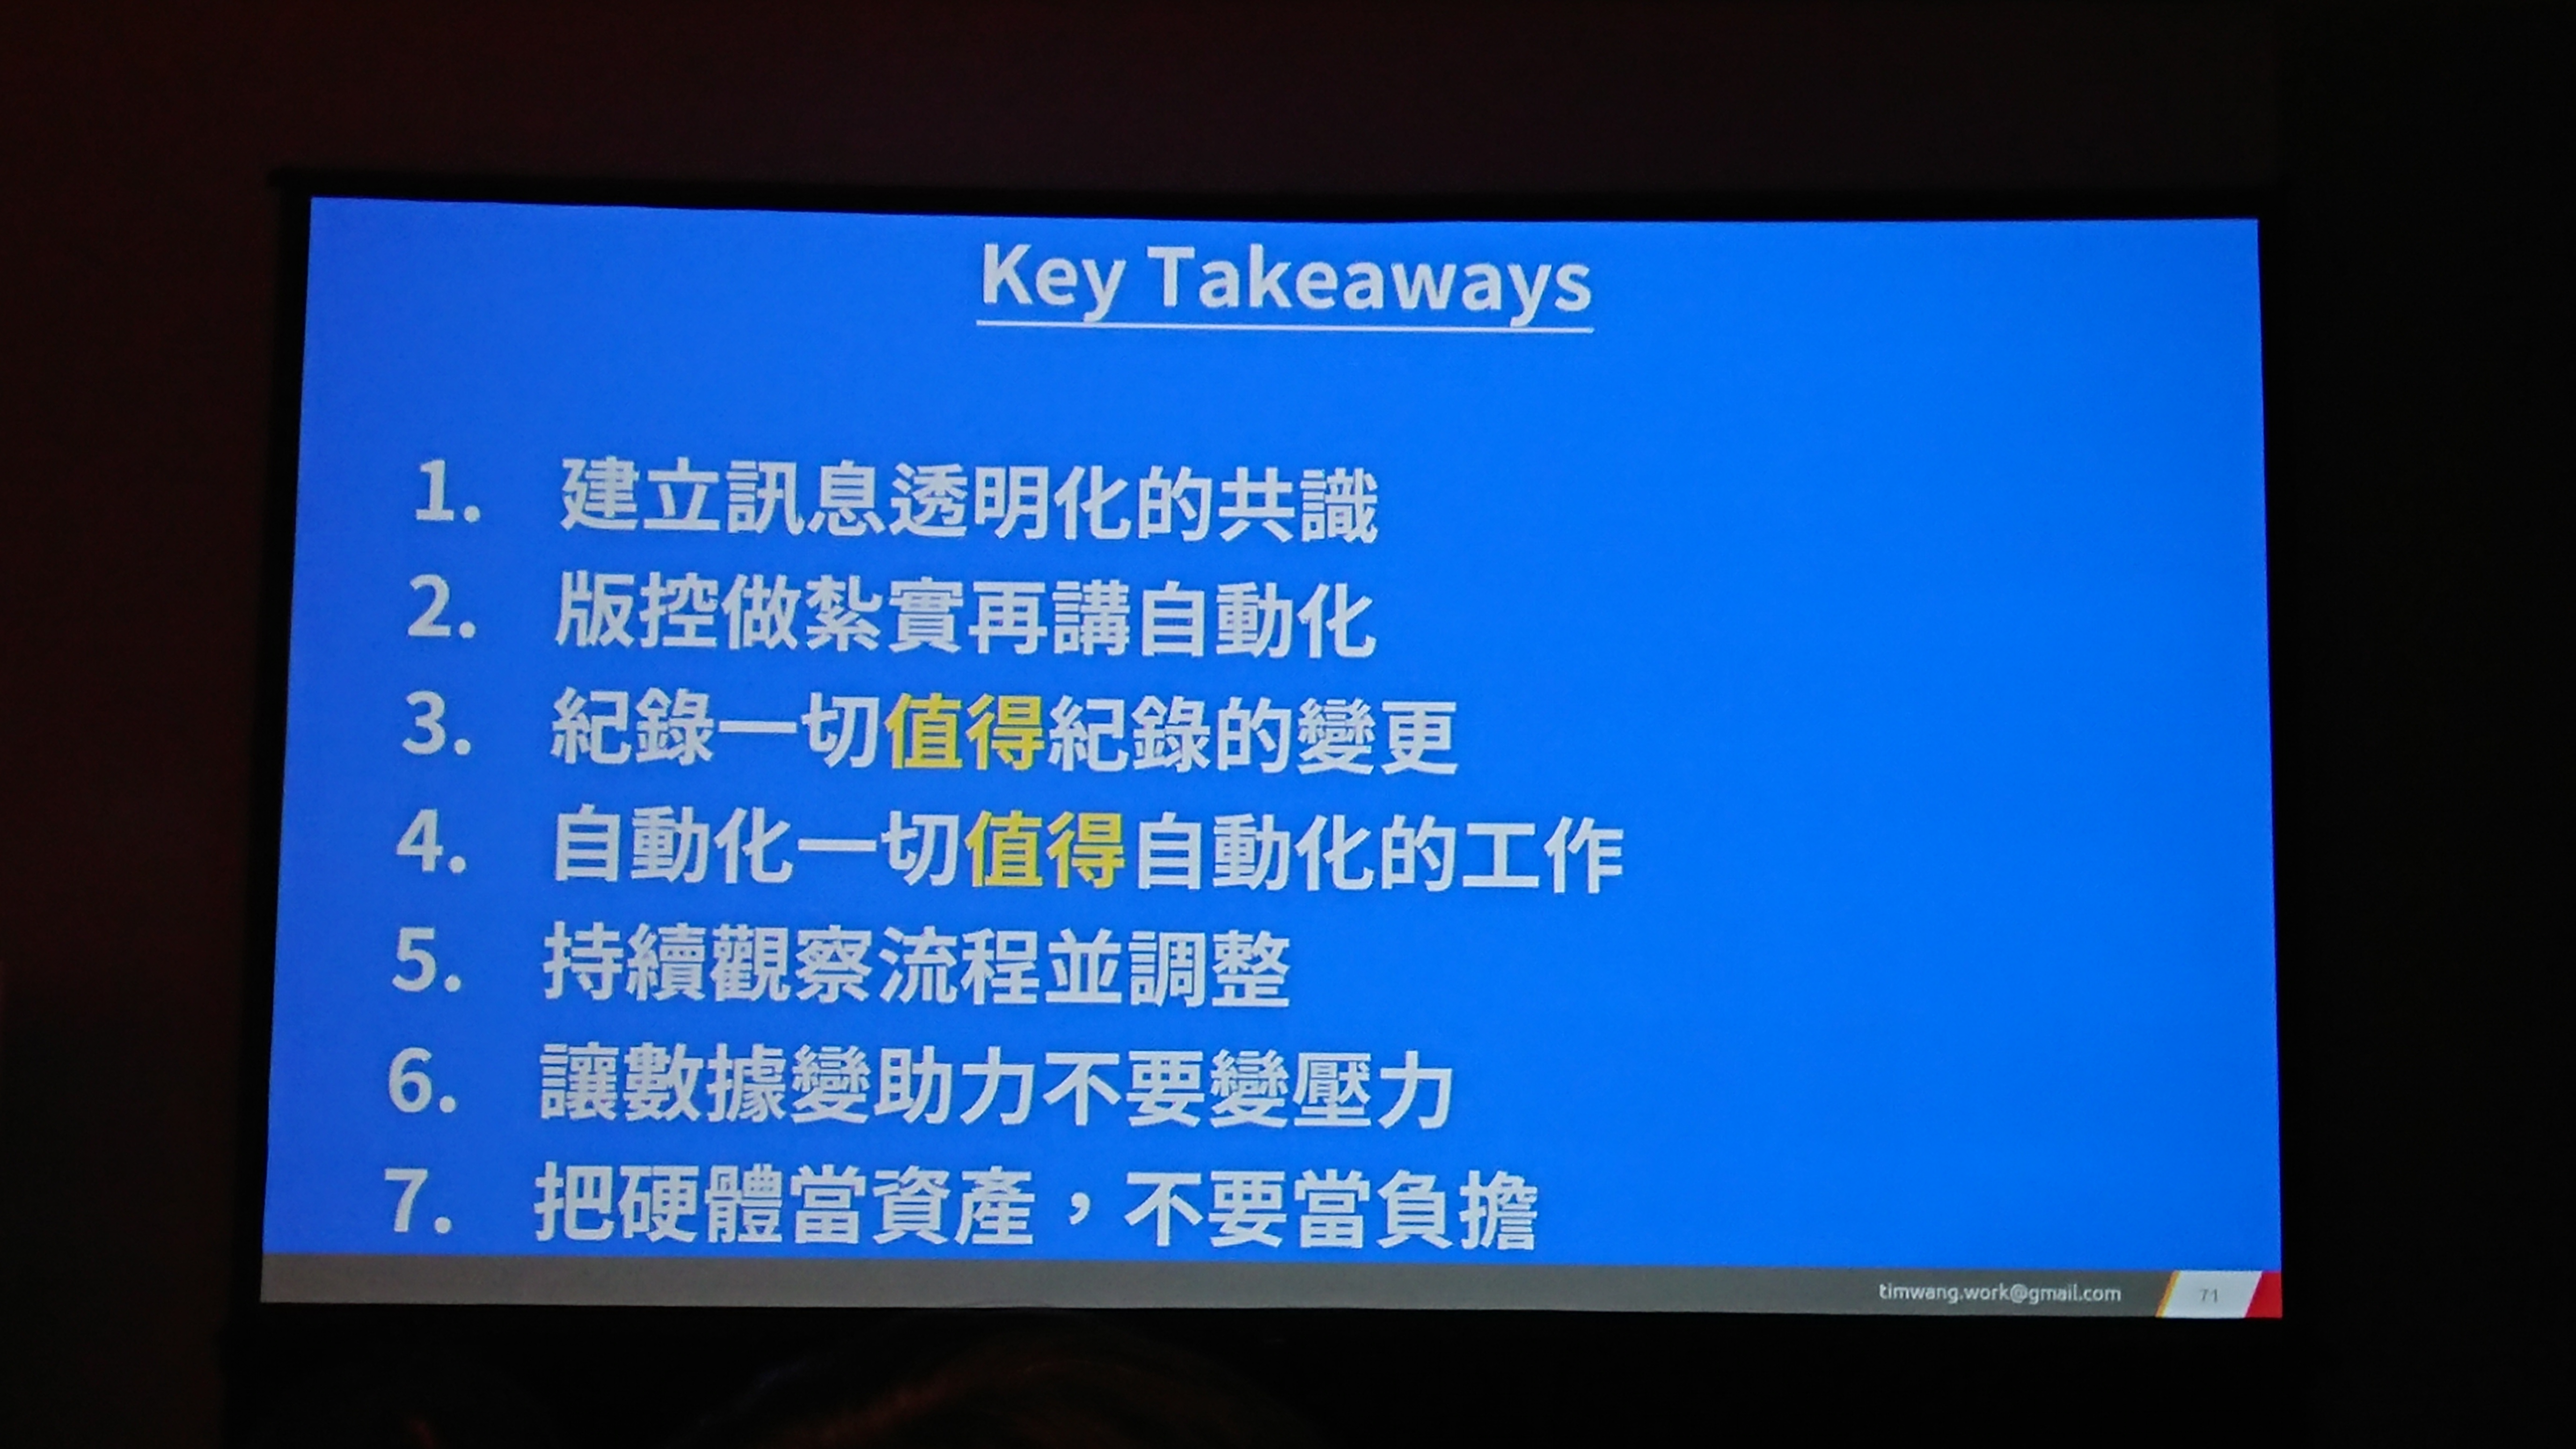 Key Takeaways
1. 建立訊息透明化的共識
2. 版控做紮實再講自動化
3. 紀錄一切值得紀錄的變更
4. 自動化一切值得自動化的工作
5. 持續觀察流程並調整
6. 讓數據變助力不要變壓力
7. 把硬體當資產，不要當負擔
timwang.work@gmail.com
71